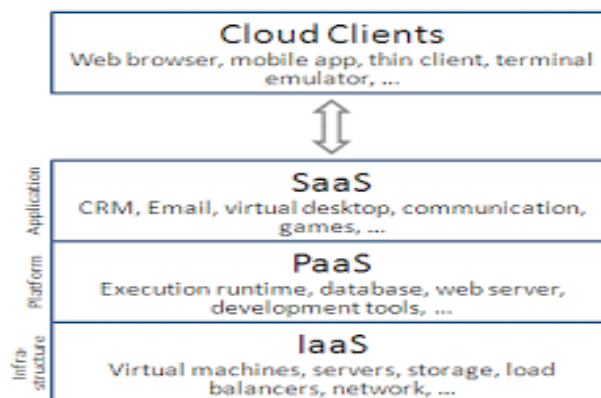 Cloud Clients
Web browser, mobile app, thin client, terminal
emulator, ...
Application
SaaS
CRM, Email, virtual desktop, communication,
games, ...
Platform
PaaS
Execution runtime, database, web server,
development tools, ...
Infra-
structure
IaaS
Virtual machines, servers, storage, load
balancers, network, ...